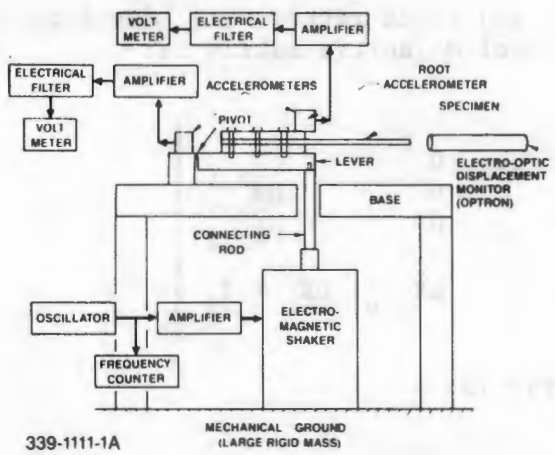 VOLT
METER
ELECTRICAL
FILTER
AMPLIFIER
ELECTRICAL
FILTER
AMPLIFIER
ACCELEROMETERS
ROOT
ACCELEROMETER
VOLT
METER
PIVOT
SPECIMEN
LEVER
ELECTRO-OPTIC
DISPLACEMENT
MONITOR
(OPTRON)
BASE
CONNECTING
ROD
OSCILLATOR
AMPLIFIER
ELECTRO-
MAGNETIC
SHAKER
FREQUENCY
COUNTER
MECHANICAL GROUND
(LARGE RIGID MASS)
339-1111-1A